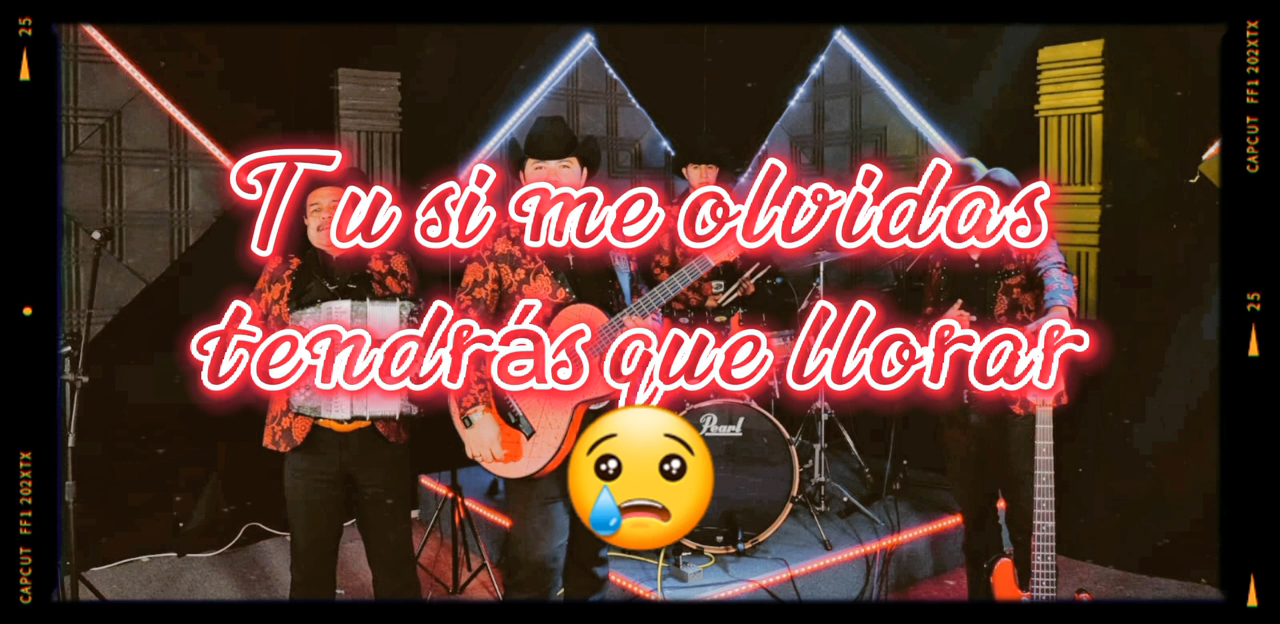 Tu si me olvidas
tendrás que llorar
Pearl
25
CAPCUT FF1 202XTX
CAPCUT FF1 202XTX
25